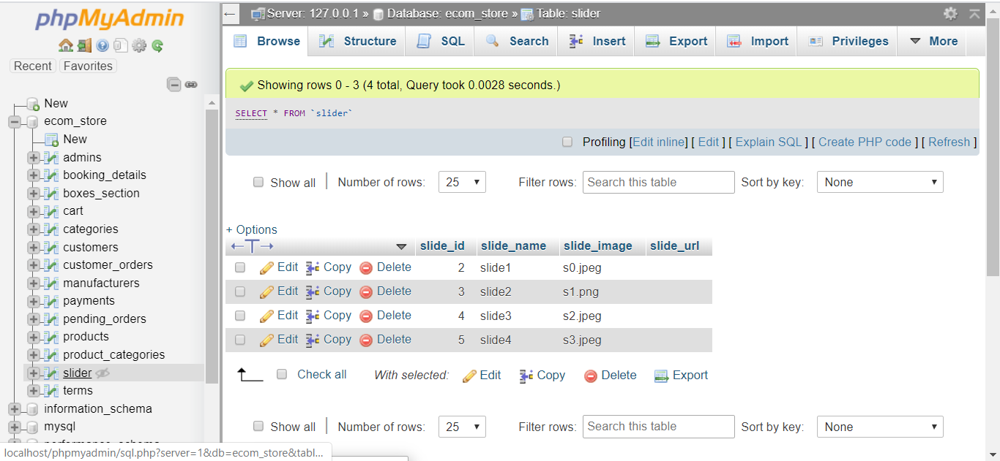 phpMyAdmin
Recent Favorites
New
ecom_store
New
admins
booking_details
boxes_section
cart
categories
customers
customer_orders
manufacturers
payments
pending_orders
products
product_categories
slider
terms
information_schema
mysql
performance_schema
localhost/phpmyadmin/sql.php?server=1&db=ecom_store&tabl...
Server: 127.0.0.1 » Database: ecom_store » Table: slider
Browse Structure SQL Search Insert Export Import Privileges More
Showing rows 0 - 3 (4 total, Query took 0.0028 seconds.)
SELECT * FROM `slider`
Profiling [Edit inline] [ Edit ] [ Explain SQL ] [ Create PHP code ] [ Refresh ]
Show all Number of rows: 25 Filter rows: Search this table Sort by key: None
+ Options
←T→ slide_id slide_name slide_image slide_url
Edit Copy Delete 2 slide1 s0.jpeg
Edit Copy Delete 3 slide2 s1.png
Edit Copy Delete 4 slide3 s2.jpeg
Edit Copy Delete 5 slide4 s3.jpeg
Check all With selected: Edit Copy Delete Export
Show all Number of rows: 25 Filter rows: Search this table Sort by key: None